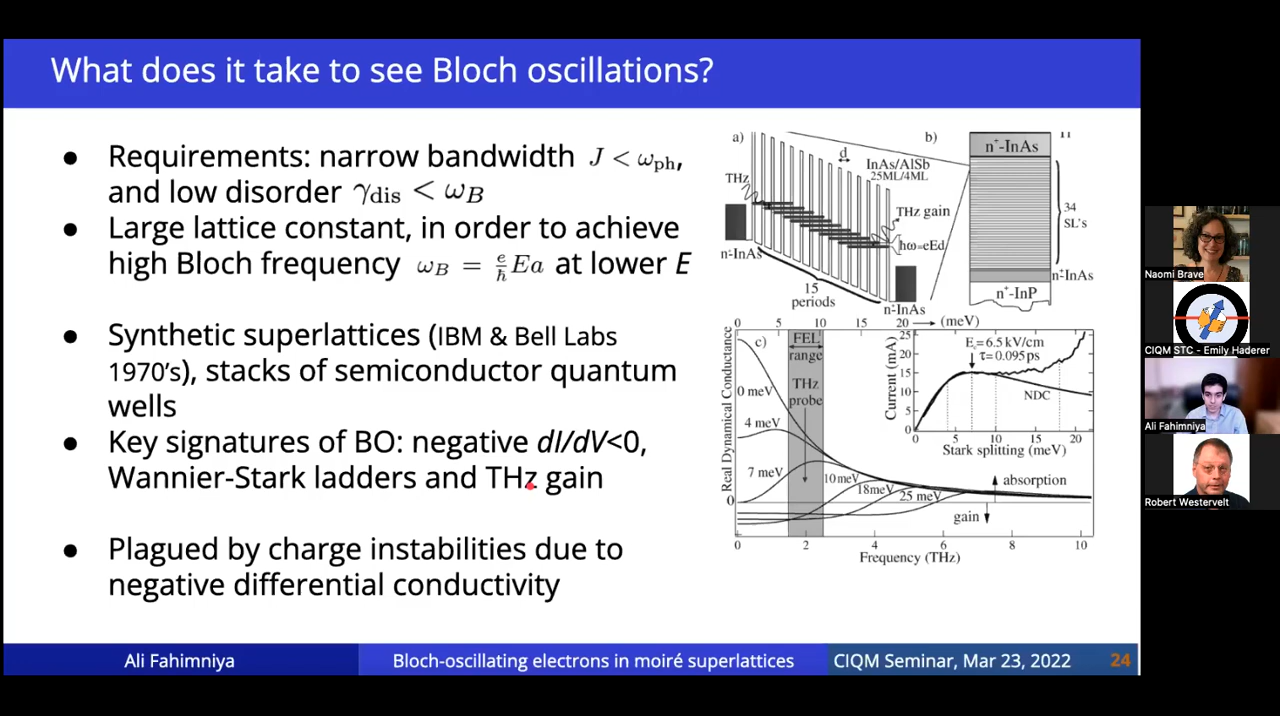 What does it take to see Bloch oscillations?
● Requirements: narrow bandwidth J < ω_ph,
and low disorder γ_dis < ω_B
● Large lattice constant, in order to achieve
high Bloch frequency ω_B = e/ħ Ea at lower E
● Synthetic superlattices (IBM & Bell Labs
1970's), stacks of semiconductor quantum
wells
● Key signatures of BO: negative dI/dV<0,
Wannier-Stark ladders and THz gain
● Plagued by charge instabilities due to
negative differential conductivity
a)
d
InAs/AlSb
25ML/4ML
THz
THz gain
ħω=eEd
n⁺-InAs
15
periods
n⁺-InAs
b)
n⁺-InAs
34
SL's
n⁺-InAs
n⁺-InP
0 5 10 15 20 → (meV)
c)
FEL
range
THz
probe
Real Dynamical Conductance
0
0 meV
4 meV
7 meV
10 meV
18meV
25 meV
absorption
gain
0 2 4 6 8 10
Frequency (THz)
Current (mA)
25
20
15
10
5
0
E_c=6.5 kV/cm
τ=0.095 ps
NDC
0 5 10 15 20
Stark splitting (meV)
Ali Fahimniya
Bloch-oscillating electrons in moiré superlattices
CIQM Seminar, Mar 23, 2022
24
Naomi Brave
CIQM STC - Emily Haderer
Ali Fahimniya
Robert Westervelt